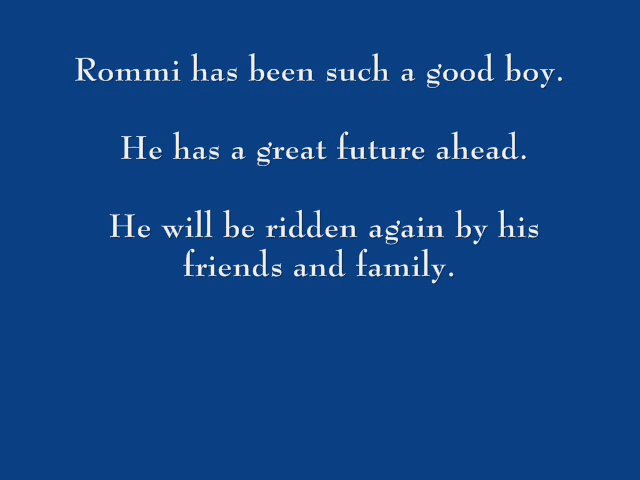 Rommi has been such a good boy.
He has a great future ahead.
He will be ridden again by his
friends and family.